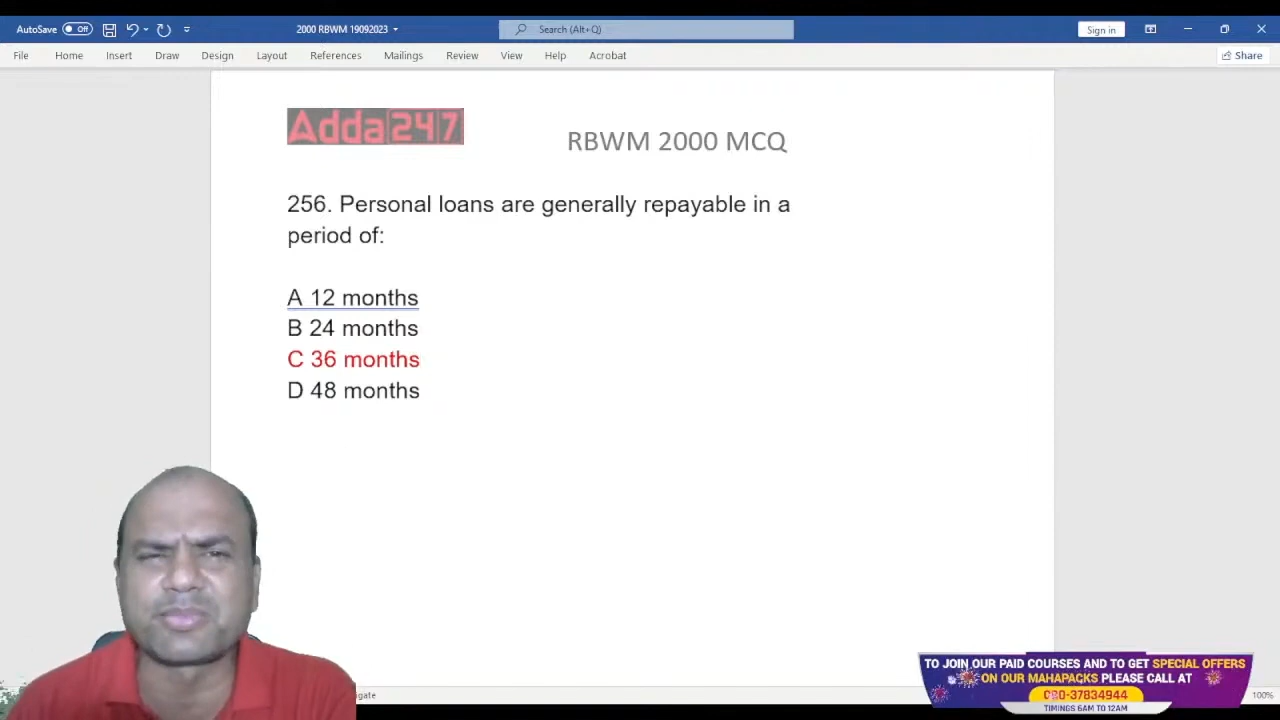 AutoSave Off 2000 RBWM 19092023 Search (Alt+Q) Sign in
File Home Insert Draw Design Layout References Mailings Review View Help Acrobat Share
Adda247
RBWM 2000 MCQ
256. Personal loans are generally repayable in a
period of:
A 12 months
B 24 months
C 36 months
D 48 months
TO JOIN OUR PAID COURSES AND TO GET SPECIAL OFFERS
ON OUR MAHAPACKS PLEASE CALL AT
080-37834944
TIMINGS 6AM TO 12AM
100%